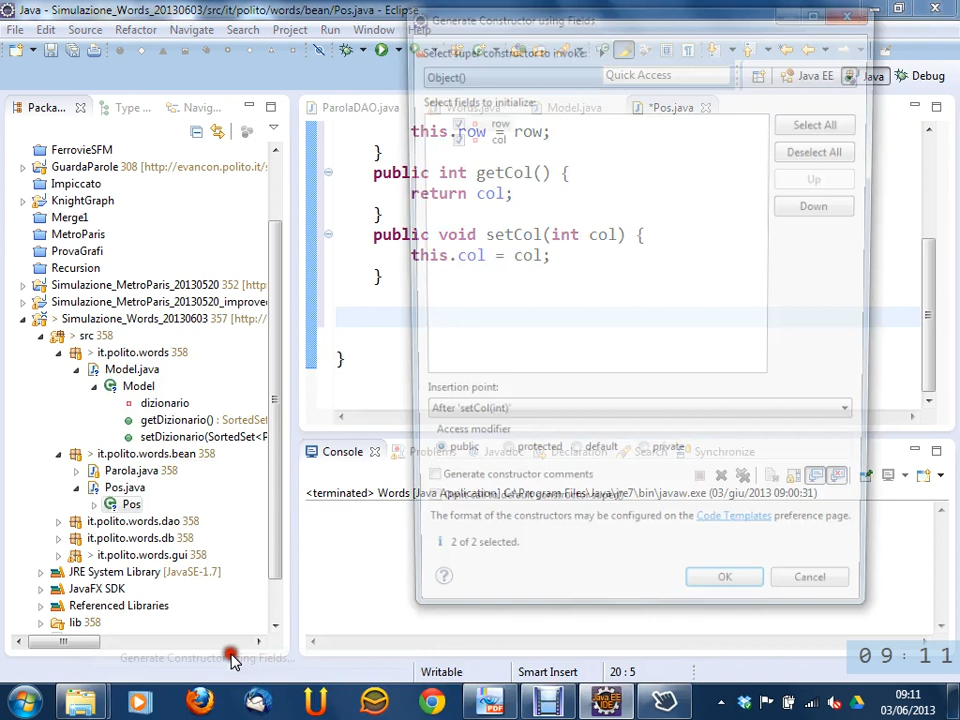 Java - Simulazione_Words_20130603/src/it/polito/words/bean/Pos.java - Eclipse
Generate Constructor using Fields
File Edit Source Refactor Navigate Search Project Run Window Help
Select super constructor to invoke:
Object()
Quick Access
Java EE
Java
Debug
Packa...
Type ...
Navig...
ParolaDAO.java
Words.java
Model.java
*Pos.java
Select fields to initialize:
row
col
Select All
Deselect All
Up
Down
this.row = row;
}
public int getCol() {
return col;
}
public void setCol(int col) {
this.col = col;
}
}
FerrovieSFM
GuardaParole 308 [http://evancon.polito.it/s
Impiccato
KnightGraph
Merge1
MetroParis
ProvaGrafi
Recursion
Simulazione_MetroParis_20130520 352 [http
Simulazione_MetroParis_20130520_improve
> Simulazione_Words_20130603 357 [http://
> src 358
> it.polito.words 358
Model.java
Model
dizionario
getDizionario() : SortedSet
setDizionario(SortedSet<P
> it.polito.words.bean 358
Parola.java 358
Pos.java
Pos
it.polito.words.dao 358
it.polito.words.db 358
> it.polito.words.gui 358
JRE System Library [JavaSE-1.7]
JavaFX SDK
Referenced Libraries
lib 358
Insertion point:
After 'setCol(int)'
Access modifier
public protected default private
Console
Problems
Javadoc
Declaration
Search
Synchronize
Generate constructor comments
<terminated> Words [Java Application] C:\Program Files\Java\jre7\bin\javaw.exe (03/giu/2013 09:00:31)
The format of the constructors may be configured on the Code Templates preference page.
2 of 2 selected.
OK
Cancel
Generate Constructor using Fields...
09:11
Writable
Smart Insert
20 : 5
09:11
03/06/2013